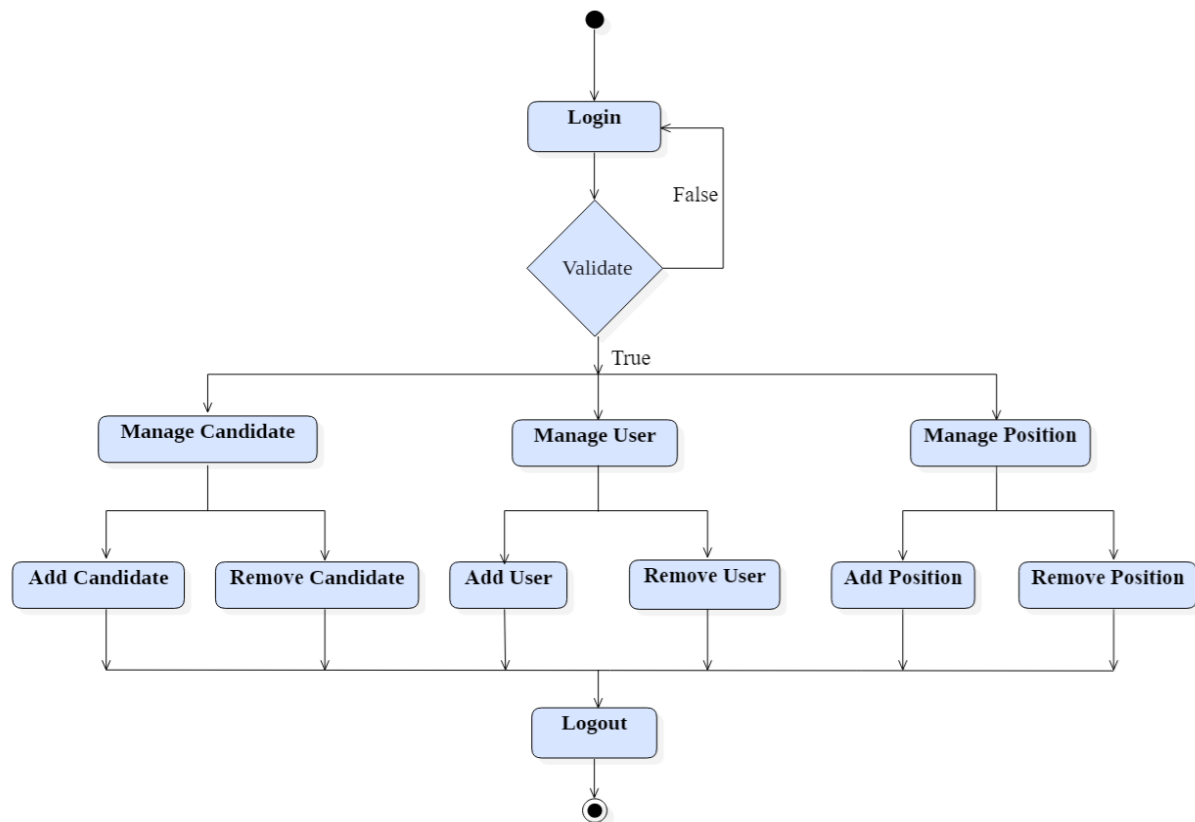 Login
False
Validate
True
Manage Candidate
Manage User
Manage Position
Add Candidate
Remove Candidate
Add User
Remove User
Add Position
Remove Position
Logout